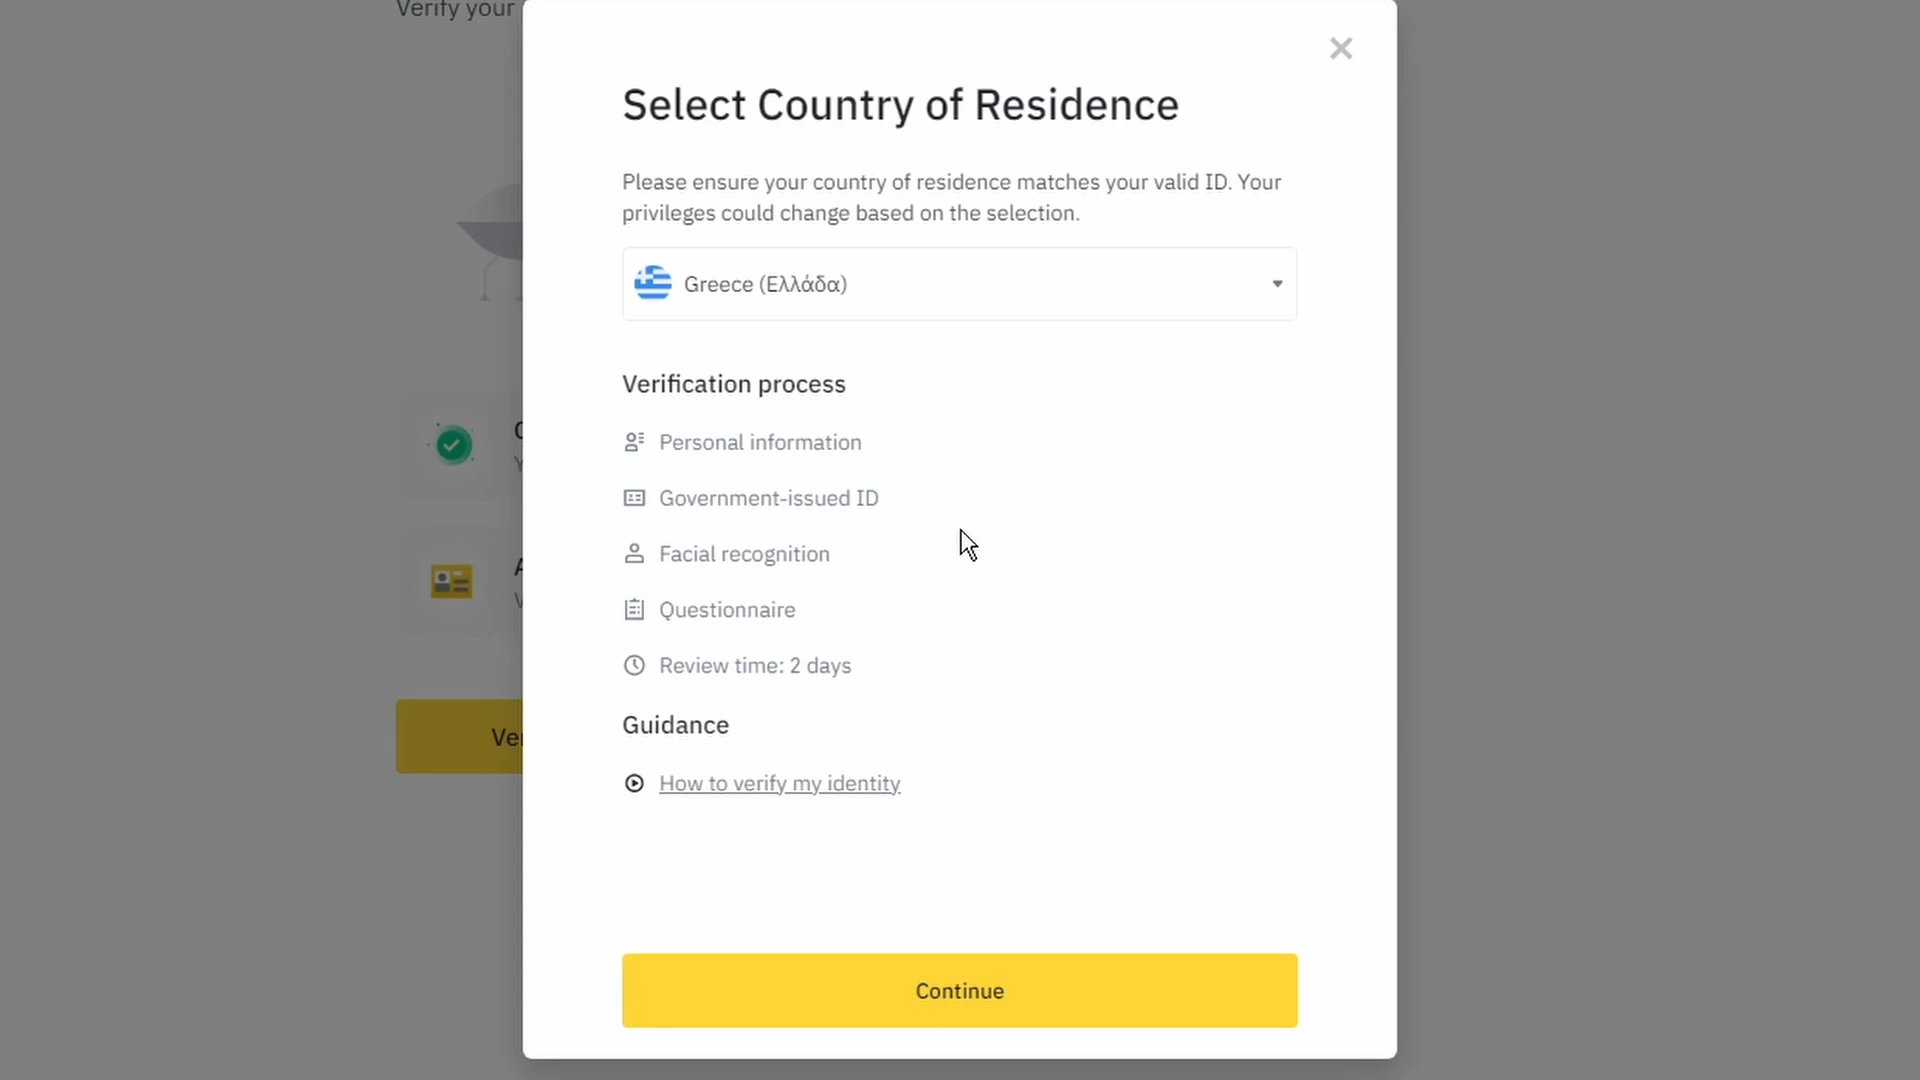 Verify your
Select Country of Residence
Please ensure your country of residence matches your valid ID. Your
privileges could change based on the selection.
Greece (Ελλάδα)
Verification process
Personal information
Government-issued ID
Facial recognition
Questionnaire
Review time: 2 days
Guidance
How to verify my identity
Continue